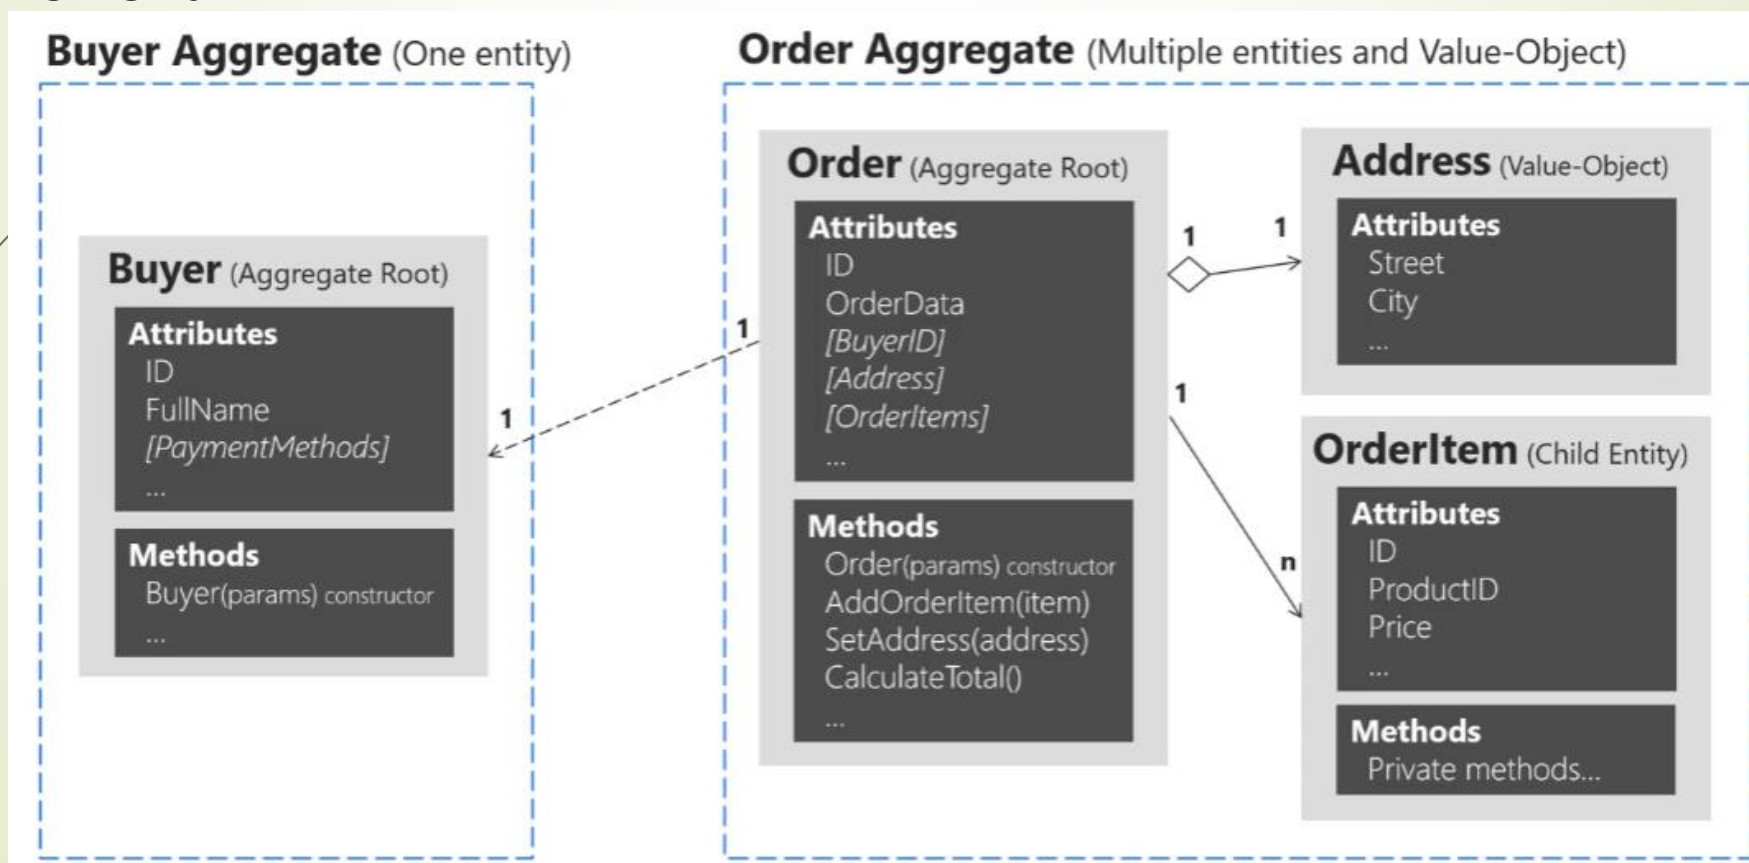 Buyer Aggregate (One entity)
Buyer (Aggregate Root)
Attributes
ID
FullName
[PaymentMethods]
...
Methods
Buyer(params) constructor
...
1
1
Order Aggregate (Multiple entities and Value-Object)
Order (Aggregate Root)
Attributes
ID
OrderData
[BuyerID]
[Address]
[OrderItems]
...
Methods
Order(params) constructor
AddOrderItem(item)
SetAddress(address)
CalculateTotal()
...
1
1
1
n
Address (Value-Object)
Attributes
Street
City
...
OrderItem (Child Entity)
Attributes
ID
ProductID
Price
...
Methods
Private methods...